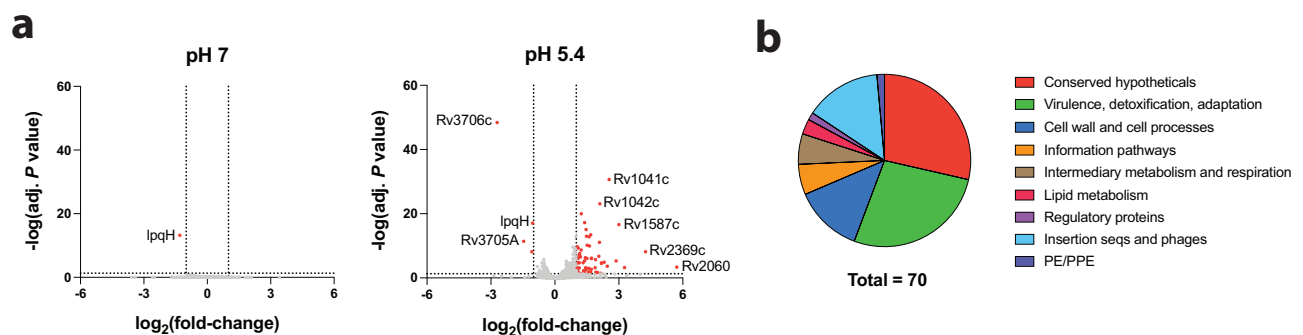 a
pH 7
60
40
20
0
-log(adj. P value)
-6
-3
0
3
6
log2(fold-change)
lpqH
pH 5.4
60
40
20
0
-log(adj. P value)
-6
-3
0
3
6
log2(fold-change)
Rv3706c
Rv1041c
Rv1042c
lpqH
Rv1587c
Rv3705A
Rv2369c
Rv2060
b
Total = 70
Conserved hypotheticals
Virulence, detoxification, adaptation
Cell wall and cell processes
Information pathways
Intermediary metabolism and respiration
Lipid metabolism
Regulatory proteins
Insertion seqs and phages
PE/PPE